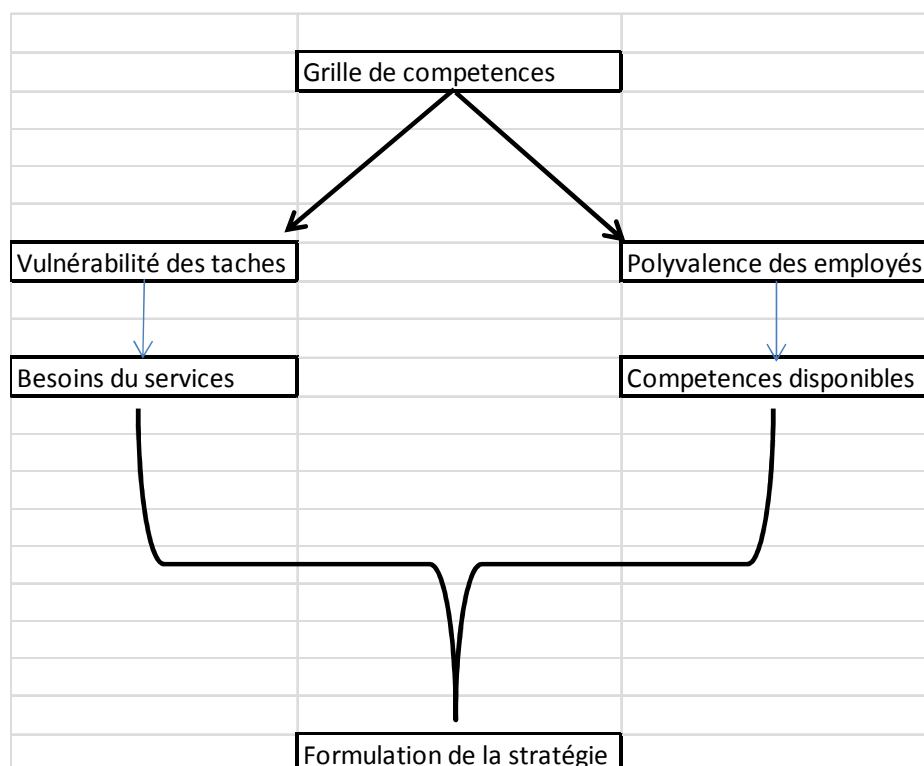 Grille de competences
Vulnérabilité des taches
Polyvalence des employés
Besoins du services
Competences disponibles
Formulation de la stratégie